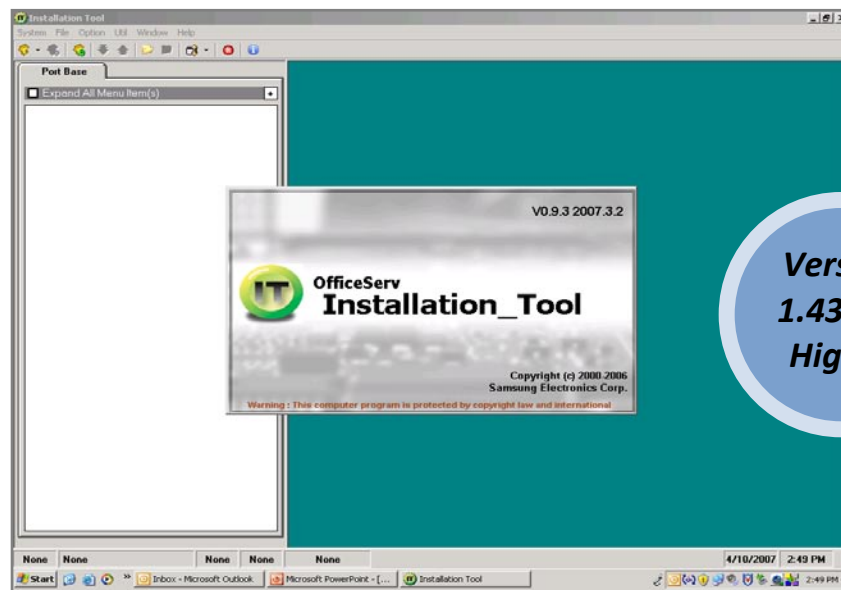 Installation Tool
System File Option Util Window Help
Port Base
Expand All Menu Item(s)
V0.9.3 2007.3.2
IT
OfficeServ
Installation_Tool
Copyright (c) 2000-2006
Samsung Electronics Corp.
Warning : This computer program is protected by copyright law and international
Vers
1.43
Hig
None None None None None 4/10/2007 2:49 PM
Start Inbox - Microsoft Outlook Microsoft PowerPoint - [... Installation Tool 2:49 PM